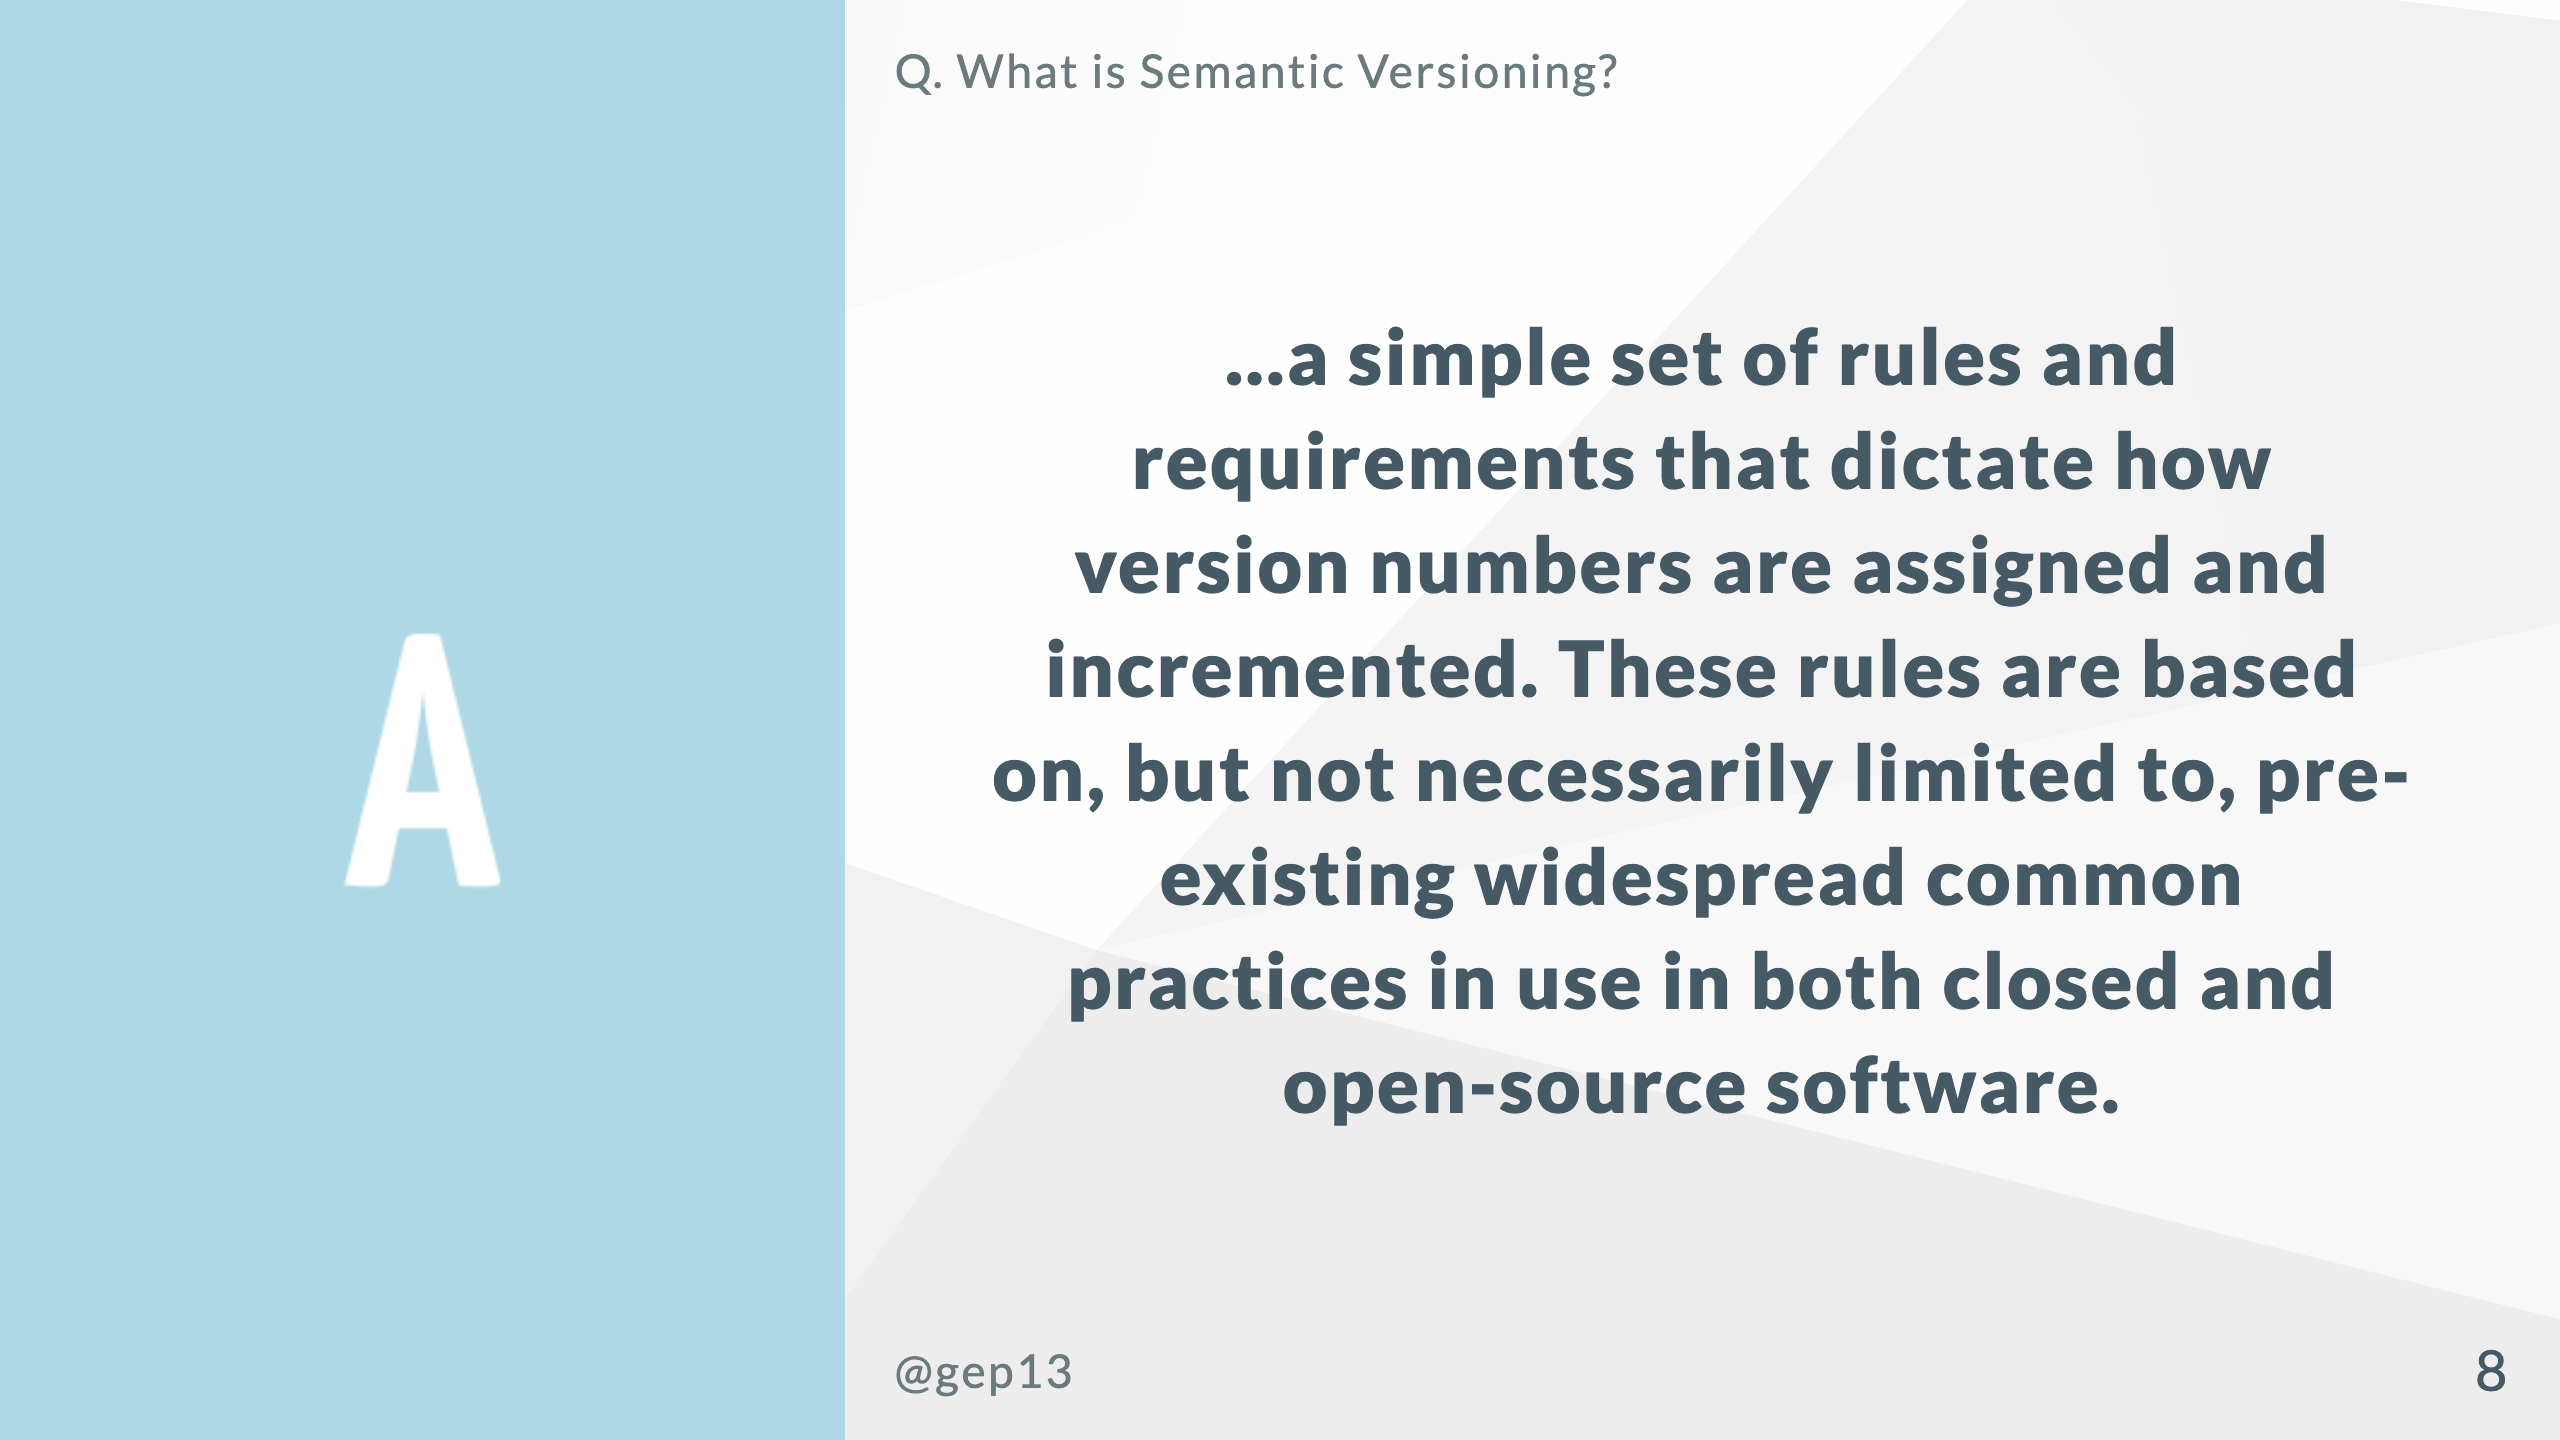 Q. What is Semantic Versioning?
A
...a simple set of rules and
requirements that dictate how
version numbers are assigned and
incremented. These rules are based
on, but not necessarily limited to, pre-
existing widespread common
practices in use in both closed and
open-source software.
@gep13
8